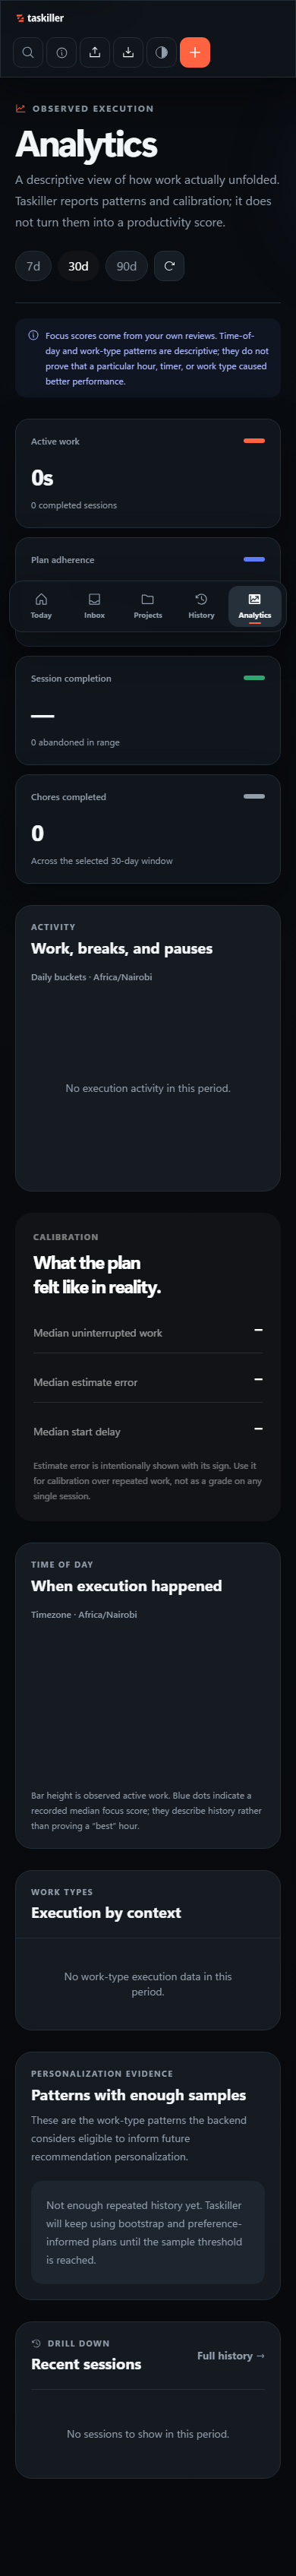 taskiller
OBSERVED EXECUTION
Analytics
A descriptive view of how work actually unfolded.
Taskiller reports patterns and calibration; it does
not turn them into a productivity score.
7d 30d 90d
Focus scores come from your own reviews. Time-of-
day and work-type patterns are descriptive; they do not
prove that a particular hour, timer, or work type caused
better performance.
Active work
0s
0 completed sessions
Plan adherence
Today Inbox Projects History Analytics
Session completion
—
0 abandoned in range
Chores completed
0
Across the selected 30-day window
ACTIVITY
Work, breaks, and pauses
Daily buckets · Africa/Nairobi
No execution activity in this period.
CALIBRATION
What the plan
felt like in reality.
Median uninterrupted work –
Median estimate error –
Median start delay –
Estimate error is intentionally shown with its sign. Use it
for calibration over repeated work, not as a grade on any
single session.
TIME OF DAY
When execution happened
Timezone · Africa/Nairobi
Bar height is observed active work. Blue dots indicate a
recorded median focus score; they describe history rather
than proving a "best" hour.
WORK TYPES
Execution by context
No work-type execution data in this
period.
PERSONALIZATION EVIDENCE
Patterns with enough samples
These are the work-type patterns the backend
considers eligible to inform future
recommendation personalization.
Not enough repeated history yet. Taskiller
will keep using bootstrap and preference-
informed plans until the sample threshold
is reached.
DRILL DOWN
Recent sessions
Full history →
No sessions to show in this period.